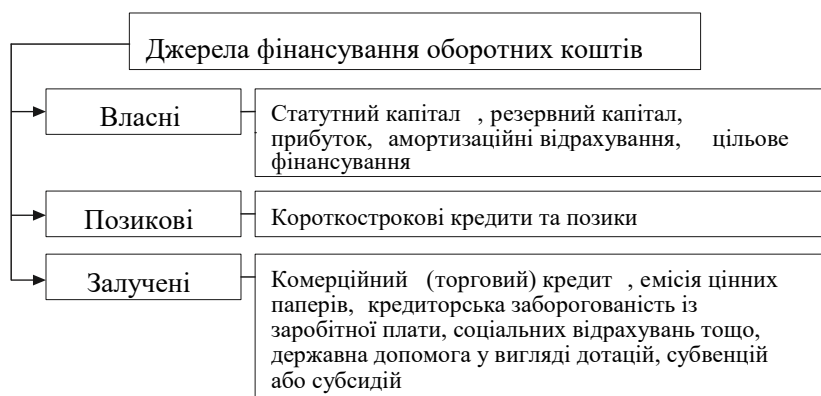 Джерела фінансування оборотних коштів
Власні
Статутний капітал , резервний капітал,
прибуток, амортизаційні відрахування, цільове
фінансування
Позикові
Короткострокові кредити та позики
Залучені
Комерційний (торговий) кредит , емісія цінних
паперів, кредиторська заборгованість із
заробітної плати, соціальних відрахувань тощо,
державна допомога у вигляді дотацій, субвенцій
або субсидій